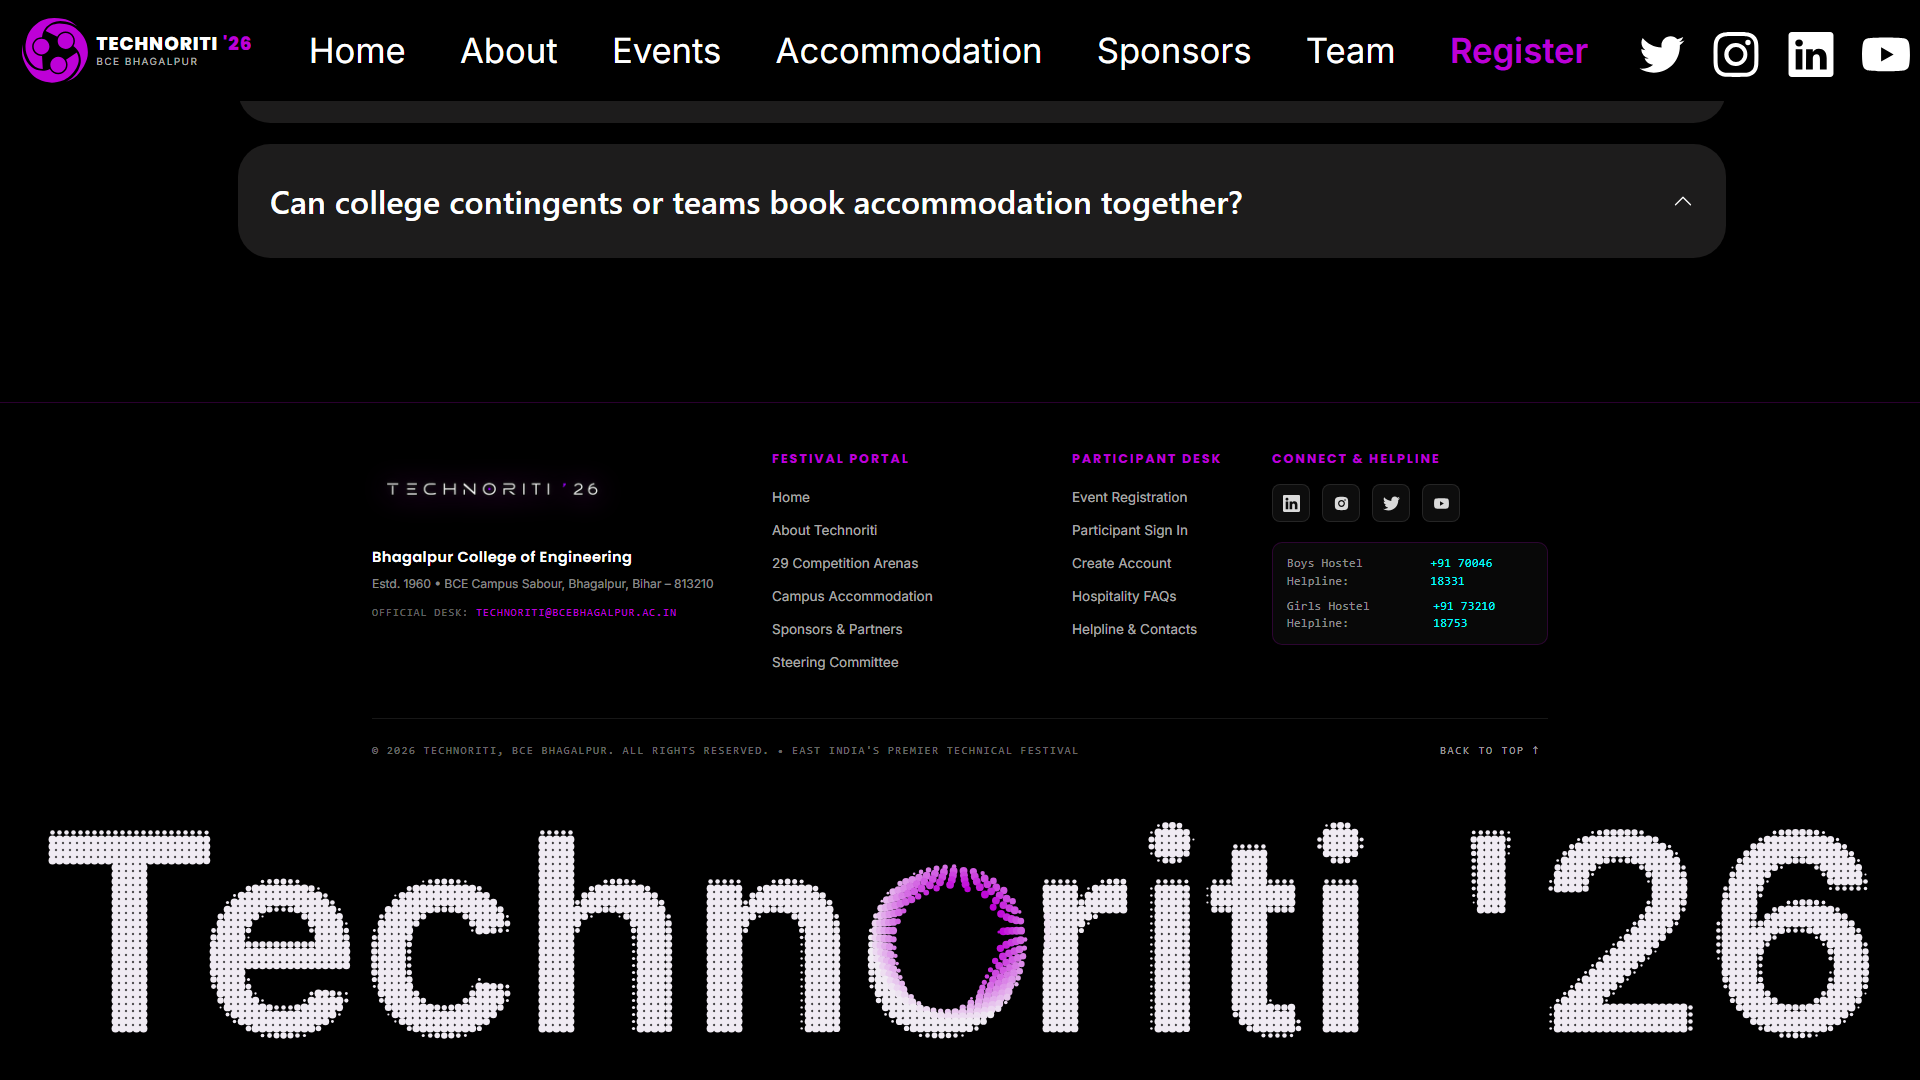 TECHNORITI '26
BCE BHAGALPUR
Home About Events Accommodation Sponsors Team Register
Can college contingents or teams book accommodation together?
TECHNORITI '26
Bhagalpur College of Engineering
Estd. 1960 • BCE Campus Sabour, Bhagalpur, Bihar – 813210
OFFICIAL DESK: TECHNORITI@BCEBHAGALPUR.AC.IN
FESTIVAL PORTAL
Home
About Technoriti
29 Competition Arenas
Campus Accommodation
Sponsors & Partners
Steering Committee
PARTICIPANT DESK
Event Registration
Participant Sign In
Create Account
Hospitality FAQs
Helpline & Contacts
CONNECT & HELPLINE
Boys Hostel +91 70046
Helpline: 18331
Girls Hostel +91 73210
Helpline: 18753
© 2026 TECHNORITI, BCE BHAGALPUR. ALL RIGHTS RESERVED. • EAST INDIA'S PREMIER TECHNICAL FESTIVAL
BACK TO TOP ↑
Technoriti '26